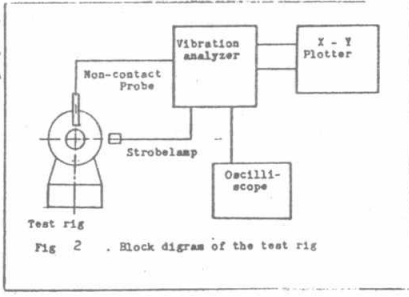 Vibration
analyzer
X - Y
Plotter
Non-contact
Probe
Strobelamp
Oscilli-
scope
Test rig
Fig 2 . Block digram of the test rig